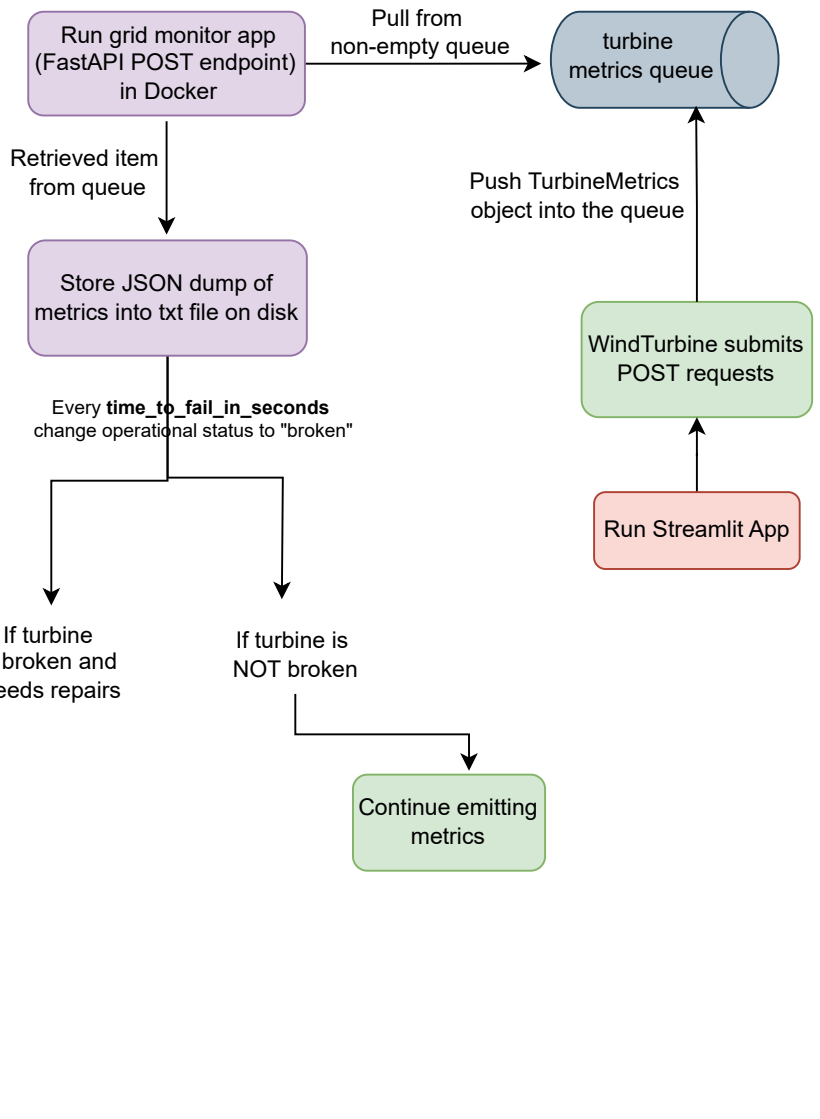 Run grid monitor app
(FastAPI POST endpoint)
in Docker
Pull from
non-empty queue
turbine
metrics queue
Retrieved item
from queue
Push TurbineMetrics
object into the queue
Store JSON dump of
metrics into txt file on disk
WindTurbine submits
POST requests
Every time_to_fail_in_seconds
change operational status to "broken"
Run Streamlit App
If turbine
broken and
eeds repairs
If turbine is
NOT broken
Continue emitting
metrics